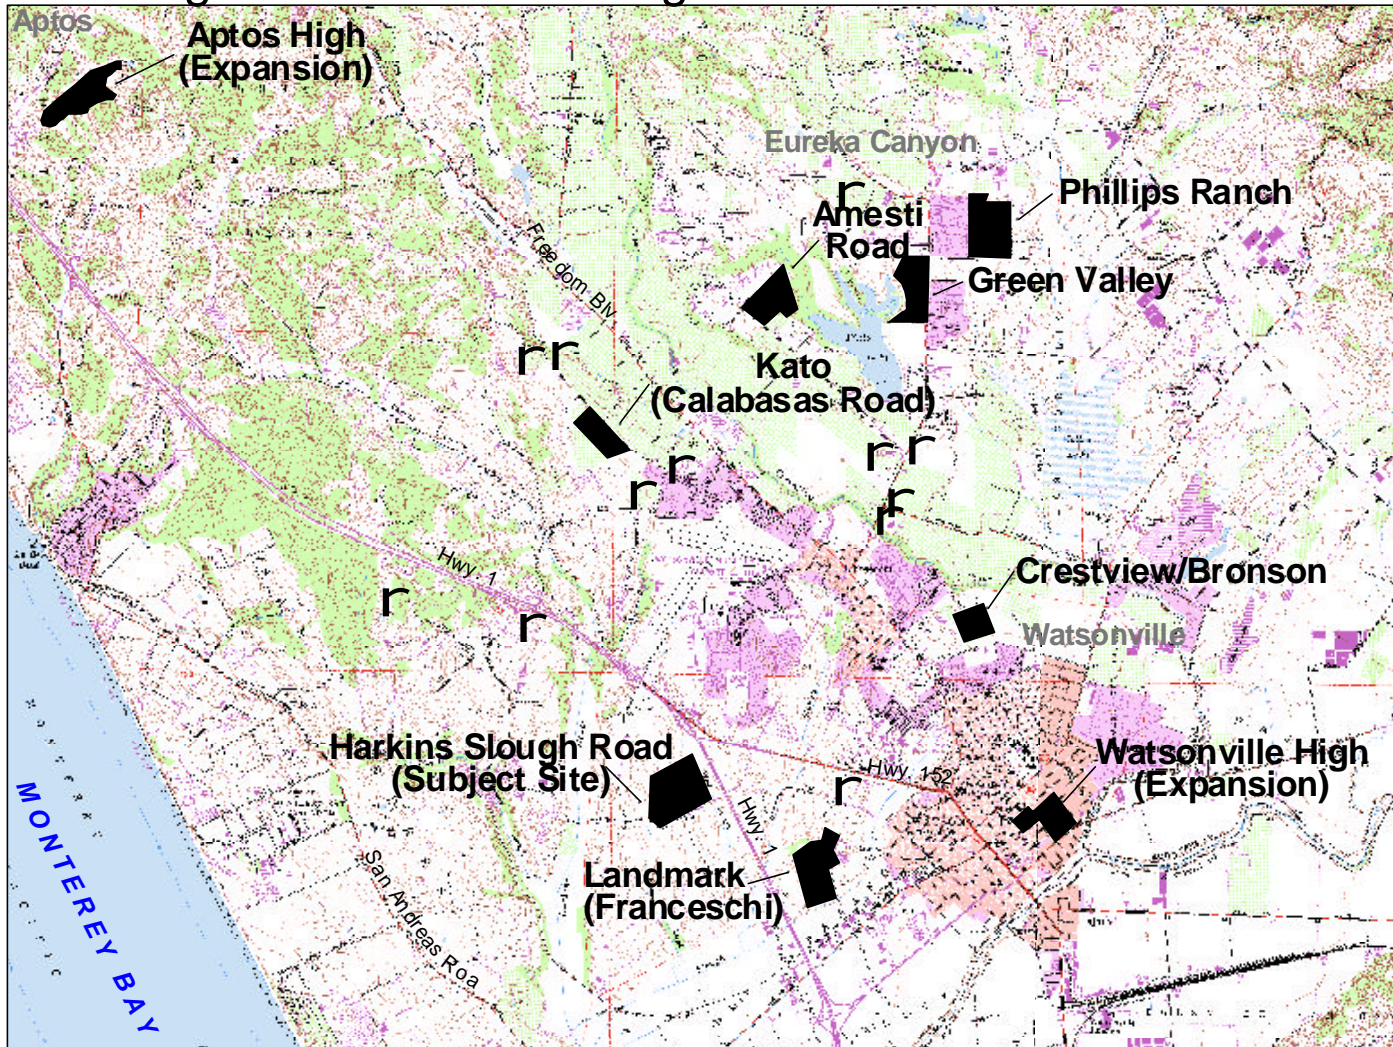 Aptos
Aptos High
(Expansion)
Eureka Canyon
r
Phillips Ranch
Amesti
Road
Freedom Blv
Green Valley
r r
Kato
(Calabasas Road)
r
r
r
r
r
r
Hwy. 1
Crestview/Bronson
r
r
Watsonville
Harkins Slough Road
(Subject Site)
Hwy. 152
Watsonville High
(Expansion)
r
Hwy. 1
MONTEREY BAY
San Andreas Roa
Landmark
(Franceschi)